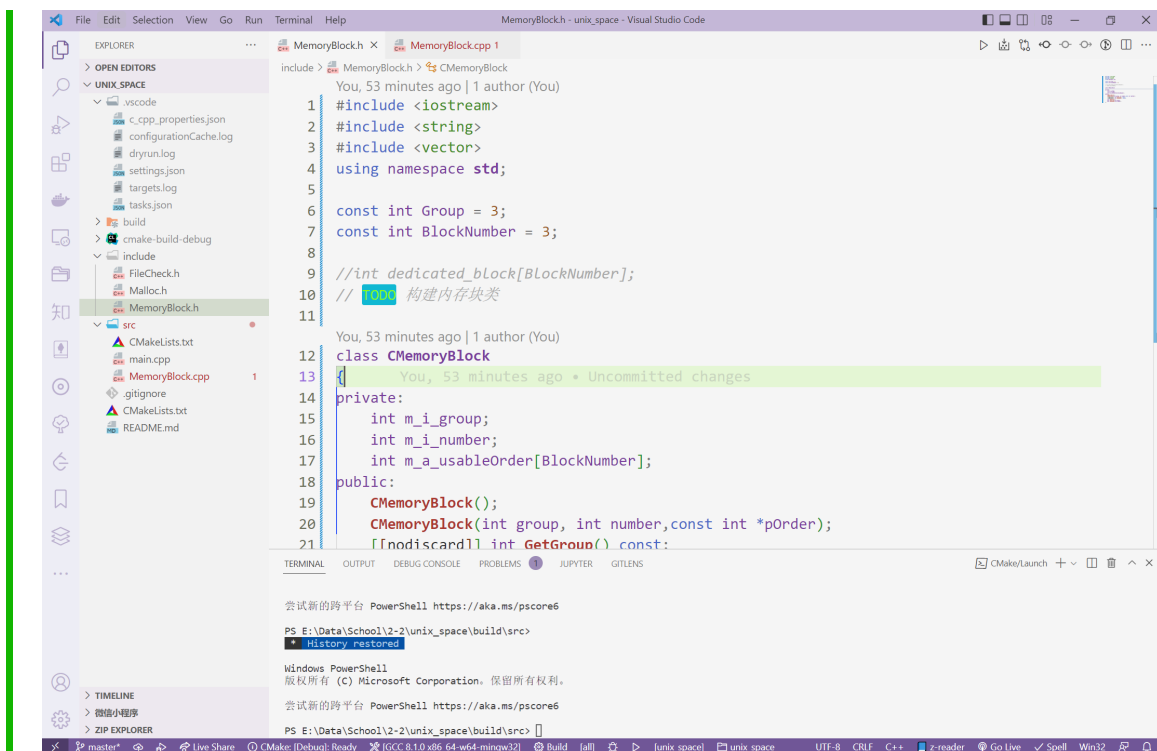 File Edit Selection View Go Run Terminal Help MemoryBlock.h - unix_space - Visual Studio Code
EXPLORER
OPEN EDITORS
UNIX_SPACE
.vscode
c_cpp_properties.json
configurationCache.log
dryrun.log
settings.json
targets.log
tasks.json
build
cmake-build-debug
include
FileCheck.h
Malloc.h
MemoryBlock.h
src
CMakeLists.txt
main.cpp
MemoryBlock.cpp 1
.gitignore
CMakeLists.txt
README.md
TIMELINE
微信小程序
ZIP EXPLORER
知
MemoryBlock.h MemoryBlock.cpp 1
include > MemoryBlock.h > CMemoryBlock
You, 53 minutes ago | 1 author (You)
1 #include <iostream>
2 #include <string>
3 #include <vector>
4 using namespace std;
5
6 const int Group = 3;
7 const int BlockNumber = 3;
8
9 //int dedicated_block[BlockNumber];
10 // TODO 构建内存块类
11
You, 53 minutes ago | 1 author (You)
12 class CMemoryBlock
13 { You, 53 minutes ago • Uncommitted changes
14 private:
15 int m_i_group;
16 int m_i_number;
17 int m_a_usableOrder[BlockNumber];
18 public:
19 CMemoryBlock();
20 CMemoryBlock(int group, int number,const int *pOrder);
21 [[nodiscard]] int GetGroup() const;
TERMINAL OUTPUT DEBUG CONSOLE PROBLEMS 1 JUPYTER GITLENS CMake/Launch
尝试新的跨平台 PowerShell https://aka.ms/pscore6
PS E:\Data\School\2-2\unix_space\build\src>
* History restored
Windows PowerShell
版权所有 (C) Microsoft Corporation。保留所有权利。
尝试新的跨平台 PowerShell https://aka.ms/pscore6
PS E:\Data\School\2-2\unix_space\build\src>
master* Live Share CMake: [Debug]: Ready [GCC 8.1.0 x86_64-w64-mingw32] Build [all] [unix_space] unix_space UTF-8 CRLF C++ z-reader Go Live Spell Win32